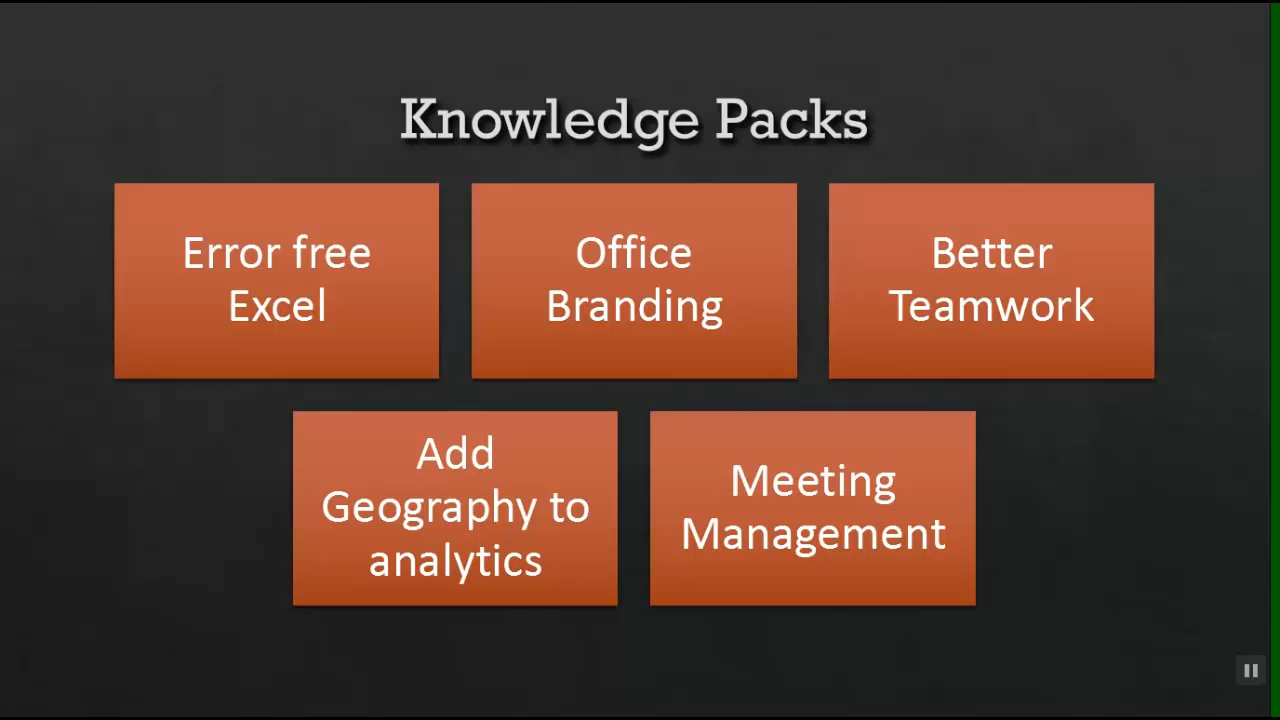 Knowledge Packs
Error free
Excel
Office
Branding
Better
Teamwork
Add
Geography to
analytics
Meeting
Management